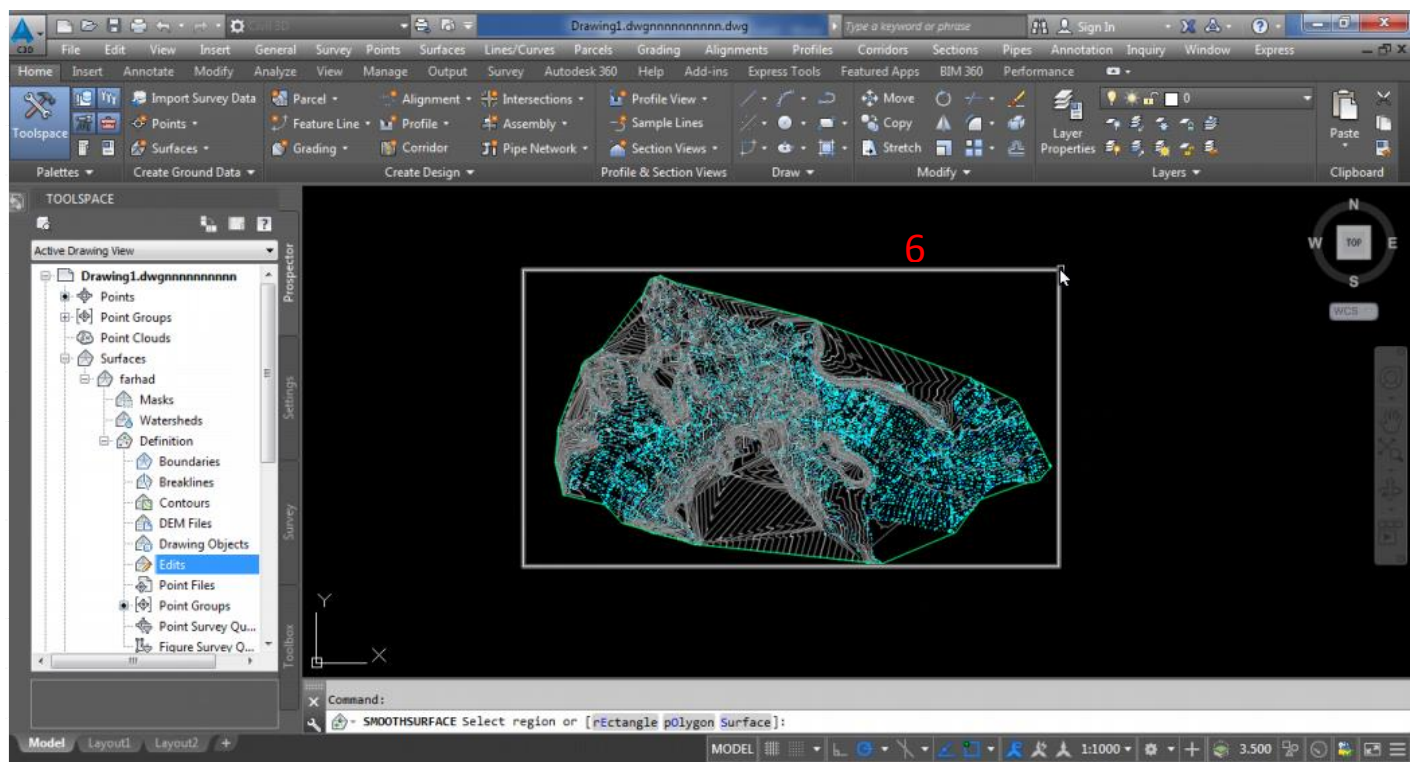 Civil 3D Drawing1.dwgnnnnnnnnnn.dwg Type a keyword or phrase Sign In
C3D File Edit View Insert General Survey Points Surfaces Lines/Curves Parcels Grading Alignments Profiles Corridors Sections Pipes Annotation Inquiry Window Express
Home Insert Annotate Modify Analyze View Manage Output Survey Autodesk 360 Help Add-ins Express Tools Featured Apps BIM 360 Performance
Import Survey Data Parcel Alignment Intersections Profile View Move 0
Toolspace Points Feature Line Profile Assembly Sample Lines Copy Layer Properties Paste
Surfaces Grading Corridor Pipe Network Section Views Stretch
Palettes Create Ground Data Create Design Profile & Section Views Draw Modify Layers Clipboard
TOOLSPACE
Active Drawing View
Drawing1.dwgnnnnnnnnnn
Points
Point Groups
Point Clouds
Surfaces
farhad
Masks
Watersheds
Definition
Boundaries
Breaklines
Contours
DEM Files
Drawing Objects
Edits
Point Files
Point Groups
Point Survey Qu...
Figure Survey Q...
Prospector
Settings
Survey
Toolbox
6
N
W TOP E
S
WCS
Y
X
Command:
SMOOTHSURFACE Select region or [rEctangle pOlygon Surface]:
Model Layout1 Layout2 + MODEL 1:1000 3.500